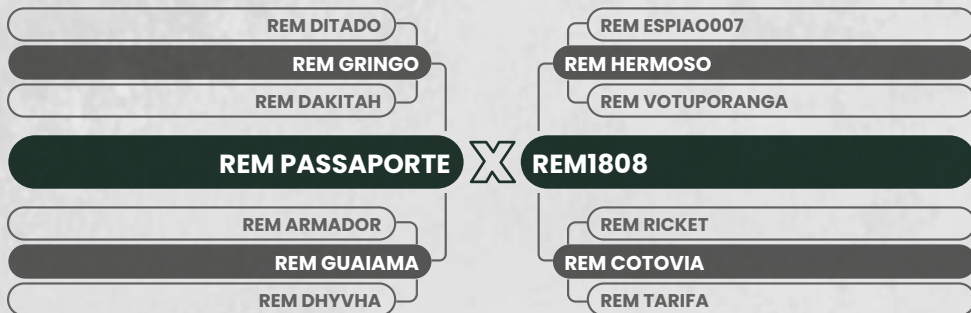 REM DITADO
REM GRINGO
REM DAKITAH
REM ESPIAO007
REM HERMOSO
REM VOTUPORANGA
REM PASSAPORTE X REM1808
REM ARMADOR
REM GUAIAMA
REM DHYVHA
REM RICKET
REM COTOVIA
REM TARIFA